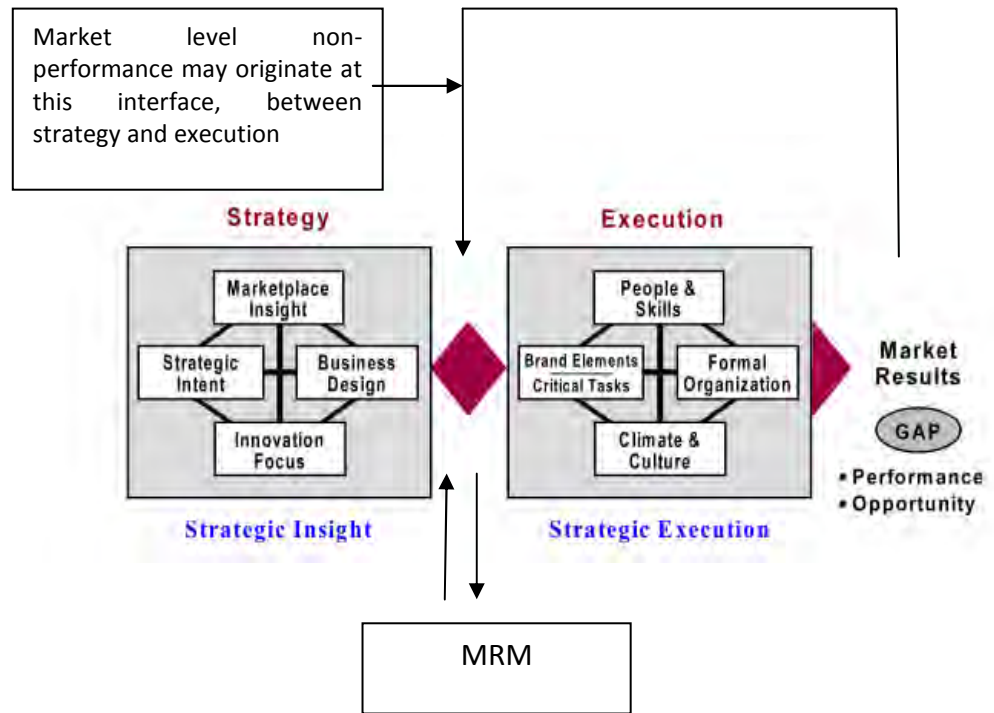 Market level non-
performance may originate at
this interface, between
strategy and execution
Strategy
Execution
Marketplace
Insight
Strategic
Intent
Business
Design
Innovation
Focus
People &
Skills
Brand Elements
Critical Tasks
Formal
Organization
Climate &
Culture
Market
Results
GAP
• Performance
• Opportunity
Strategic Insight
Strategic Execution
MRM